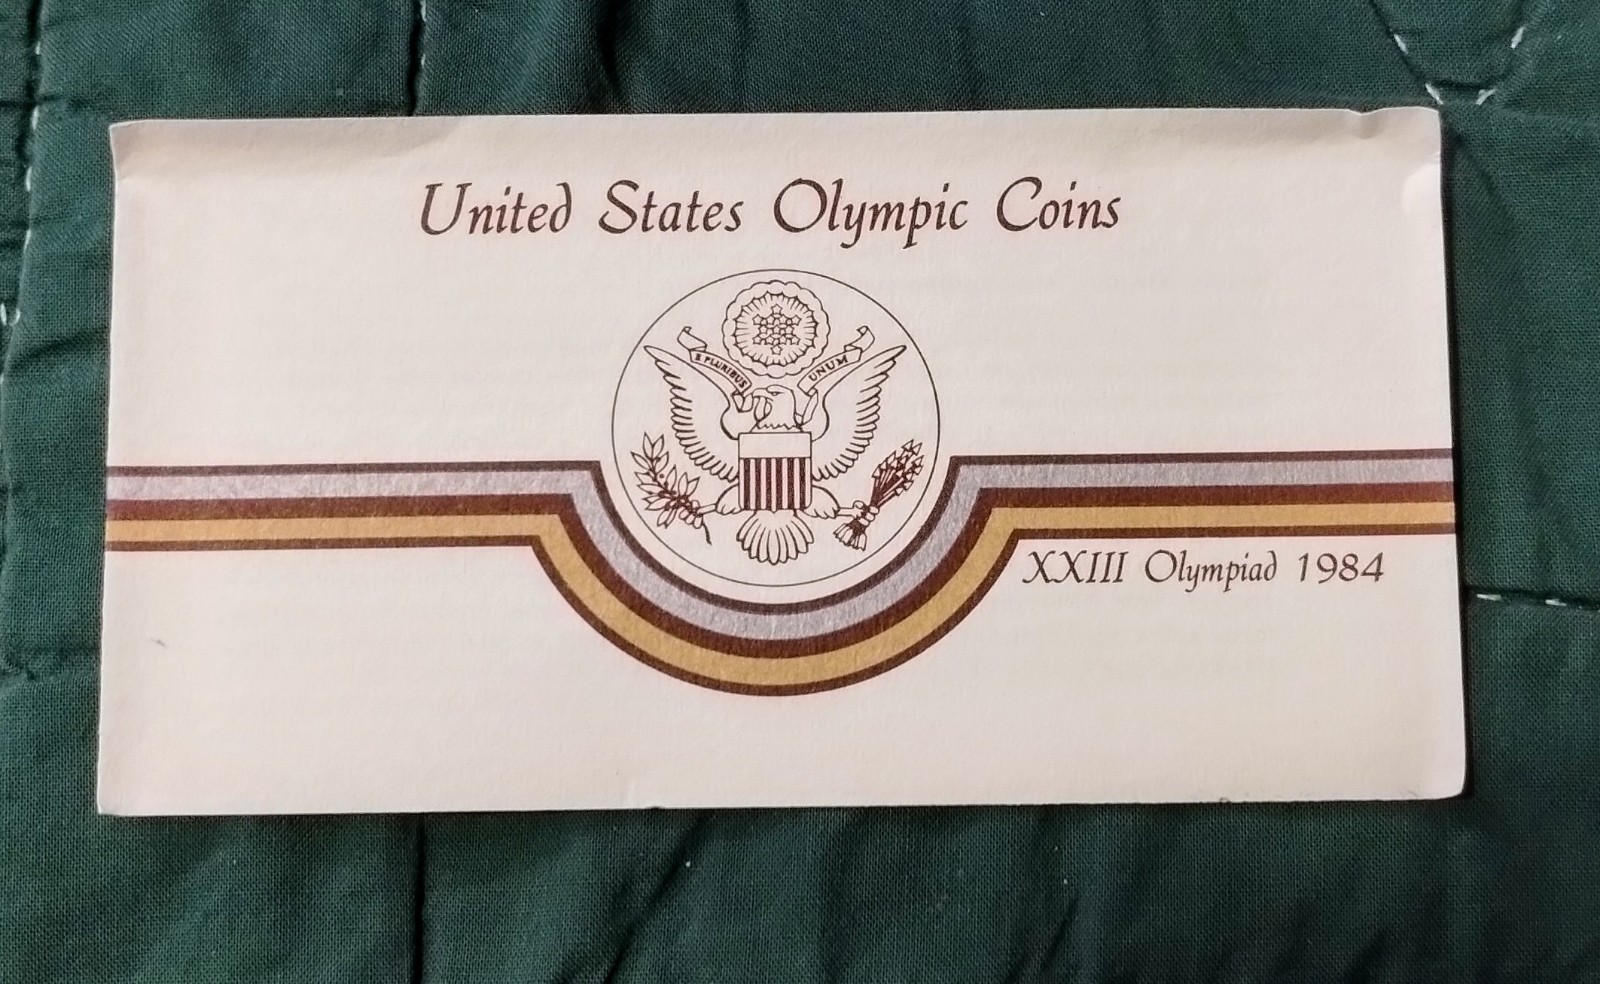 United States Olympic Coins
E PLURIBUS UNUM
XXIII Olympiad 1984